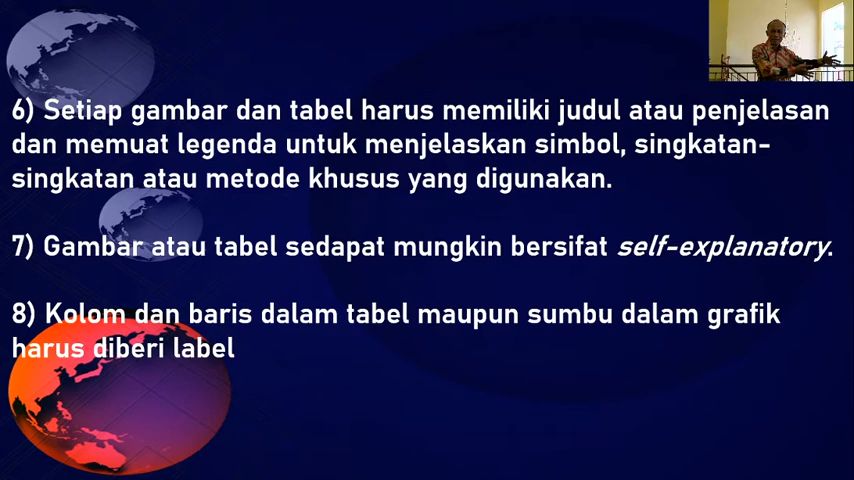 6) Setiap gambar dan tabel harus memiliki judul atau penjelasan
dan memuat legenda untuk menjelaskan simbol, singkatan-
singkatan atau metode khusus yang digunakan.
7) Gambar atau tabel sedapat mungkin bersifat self-explanatory.
8) Kolom dan baris dalam tabel maupun sumbu dalam grafik
harus diberi label